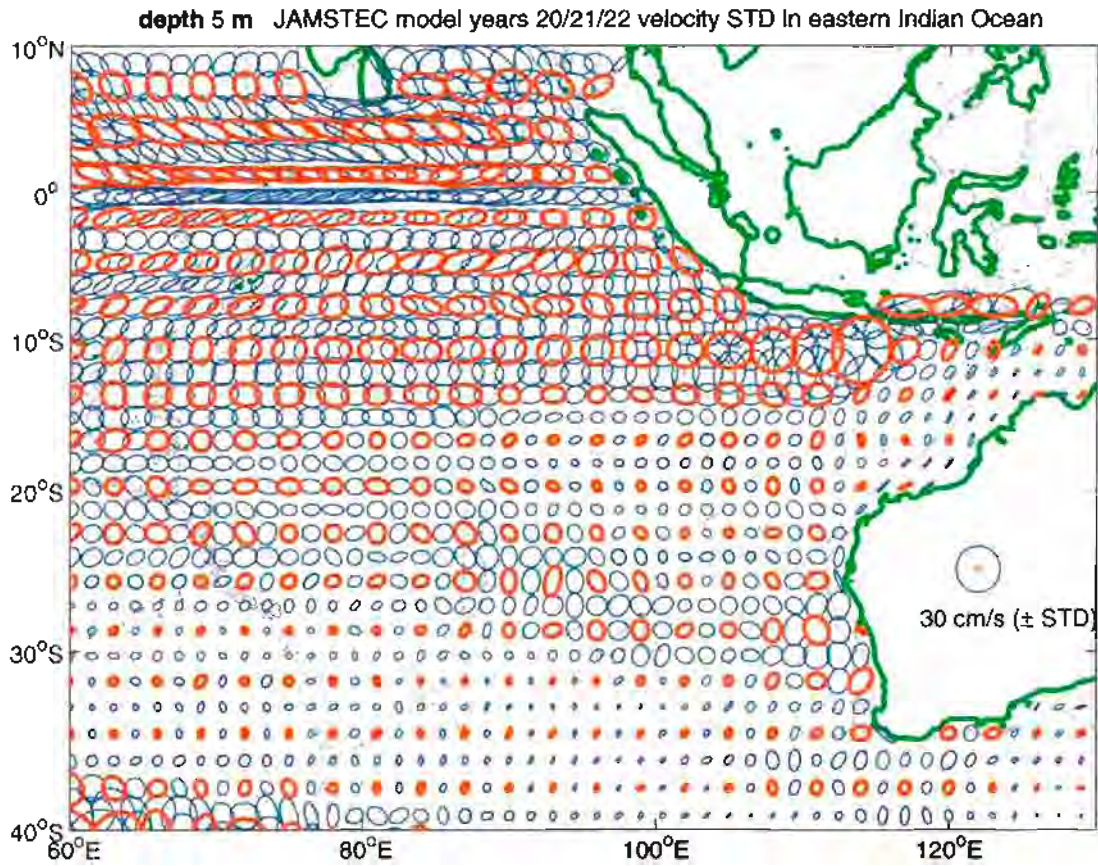 depth 5 m JAMSTEC model years 20/21/22 velocity STD In eastern Indian Ocean
10°N
0°
10°S
20°S
30 cm/s (± STD)
30°S
40°S
60°E 80°E 100°E 120°E